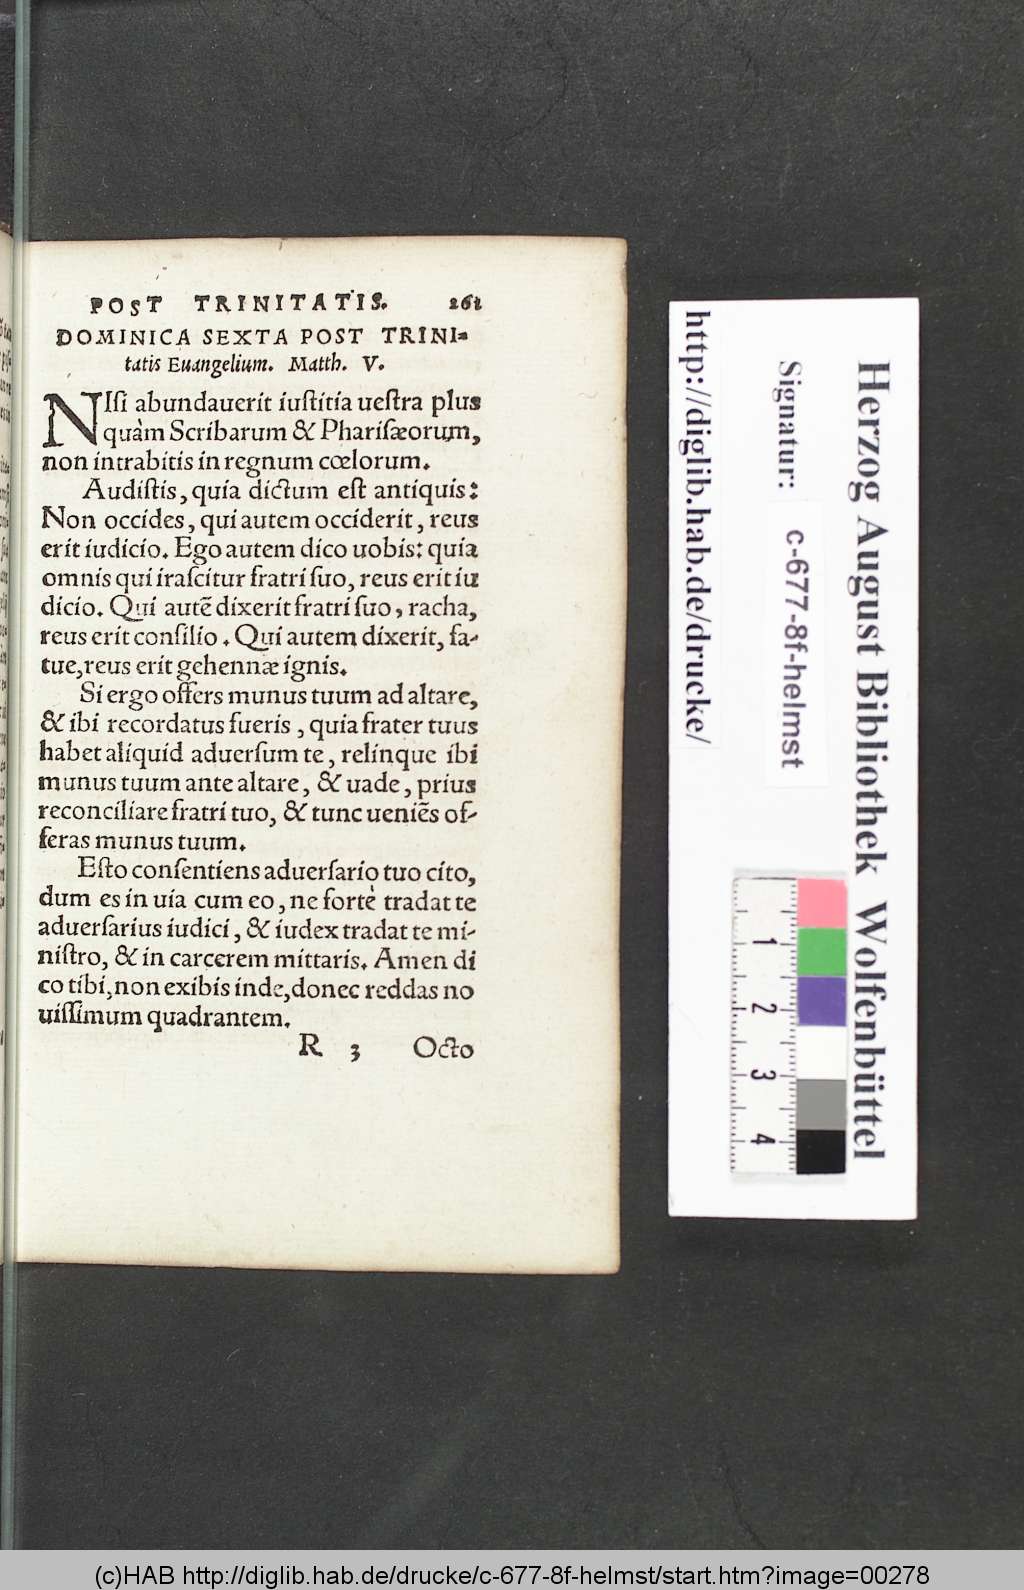 POST TRINITATIS. 261
DOMINICA SEXTA POST TRINI-
tatis Euangelium. Matth. V.
NIsi abundauerit iustitia uestra plus
quàm Scribarum & Pharisæorum,
non intrabitis in regnum cœlorum.
Audistis, quia dictum est antiquis:
Non occides, qui autem occiderit, reus
erit iudicio. Ego autem dico uobis: quia
omnis qui irascitur fratri suo, reus erit iu
dicio. Qui autē dixerit fratri suo, racha,
reus erit consilio. Qui autem dixerit, fa-
tue, reus erit gehennæ ignis.
Si ergo offers munus tuum ad altare,
& ibi recordatus fueris, quia frater tuus
habet aliquid aduersum te, relinque ibi
munus tuum ante altare, & uade, prius
reconciliare fratri tuo, & tunc ueniēs of-
feras munus tuum.
Esto consentiens aduersario tuo cito,
dum es in uia cum eo, ne fortè tradat te
aduersarius iudici, & iudex tradat te mi-
nistro, & in carcerem mittaris. Amen di
co tibi, non exibis inde, donec reddas no
uissimum quadrantem.
R 3 Octo
http://diglib.hab.de/drucke/
Signatur: c-677-8f-helmst
Herzog August Bibliothek Wolfenbüttel
1 2 3 4
(c)HAB http://diglib.hab.de/drucke/c-677-8f-helmst/start.htm?image=00278